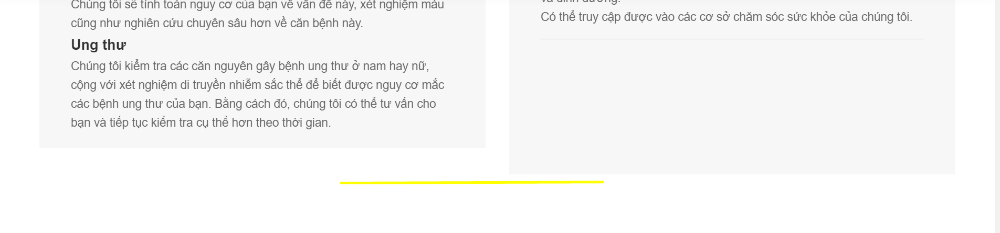 Chúng tôi sẽ tính toán nguy cơ của bạn về vấn đề này, xét nghiệm máu
cũng như nghiên cứu chuyên sâu hơn về căn bệnh này.
Ung thư
Chúng tôi kiểm tra các căn nguyên gây bệnh ung thư ở nam hay nữ,
cộng với xét nghiệm di truyền nhiễm sắc thể để biết được nguy cơ mắc
các bệnh ung thư của bạn. Bằng cách đó, chúng tôi có thể tư vấn cho
bạn và tiếp tục kiểm tra cụ thể hơn theo thời gian.
và dinh dưỡng.
Có thể truy cập được vào các cơ sở chăm sóc sức khỏe của chúng tôi.